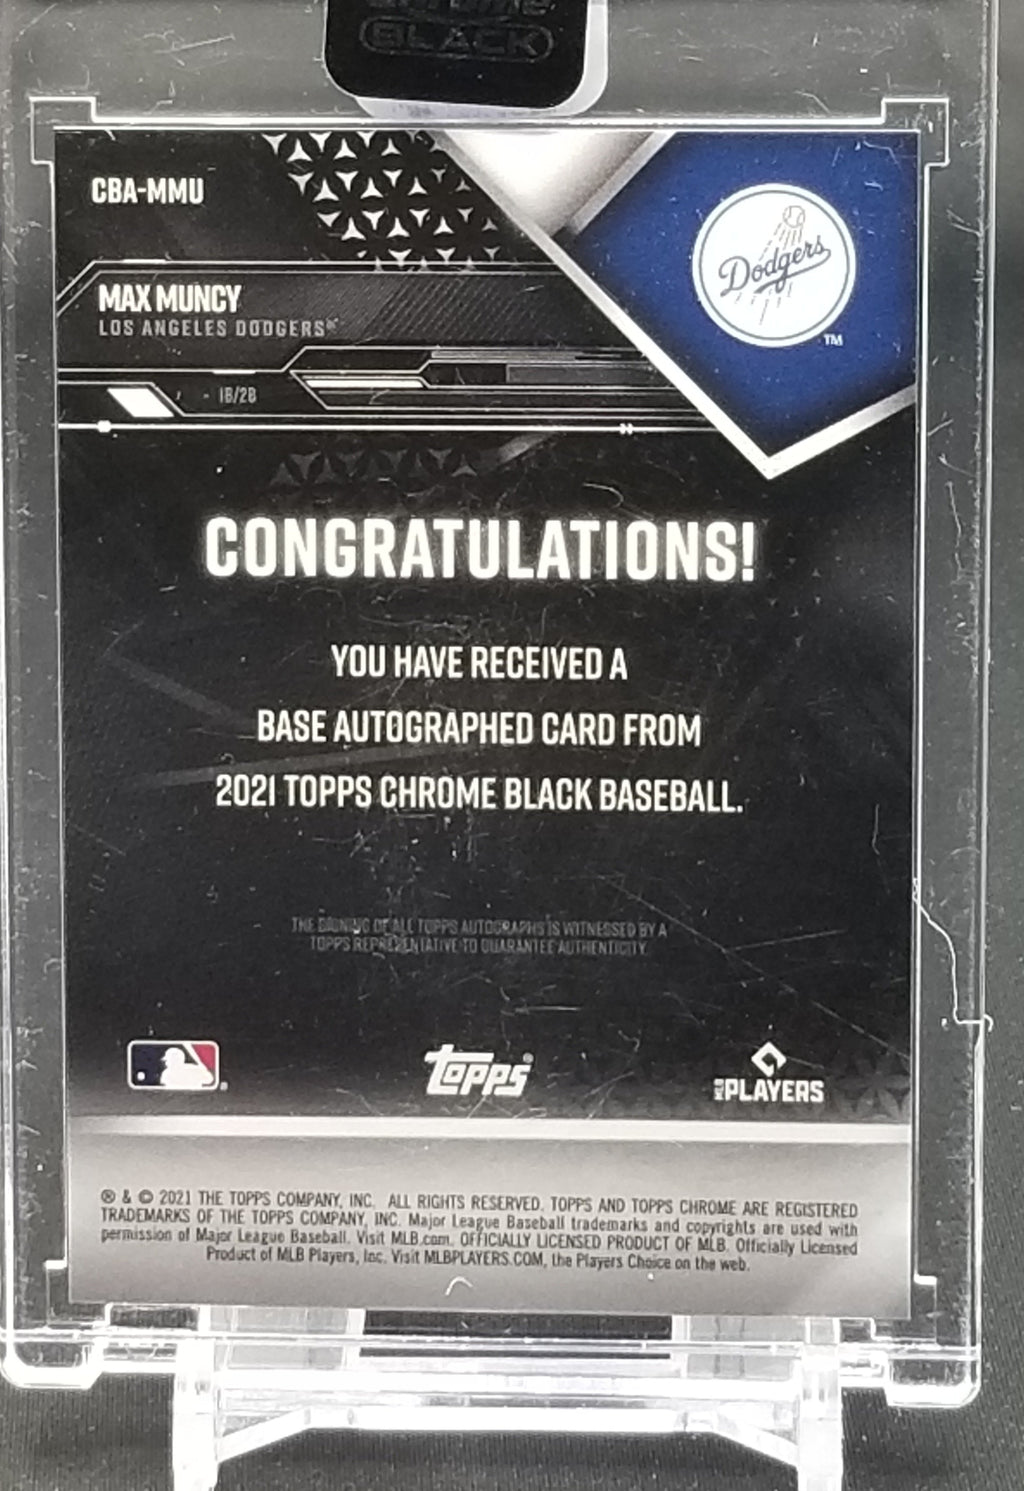 Chrome
BLACK
CBA-MMU
Dodgers
TM
MAX MUNCY
LOS ANGELES DODGERS®
1B/2B
CONGRATULATIONS!
YOU HAVE RECEIVED A
BASE AUTOGRAPHED CARD FROM
2021 TOPPS CHROME BLACK BASEBALL.
THE SIGNING OF ALL TOPPS AUTOGRAPHS IS WITNESSED BY A
TOPPS REPRESENTATIVE TO GUARANTEE AUTHENTICITY.
topps®
MLB PLAYERS
® & © 2021 THE TOPPS COMPANY, INC. ALL RIGHTS RESERVED. TOPPS AND TOPPS CHROME ARE REGISTERED
TRADEMARKS OF THE TOPPS COMPANY, INC. Major League Baseball trademarks and copyrights are used with
permission of Major League Baseball. Visit MLB.com. OFFICIALLY LICENSED PRODUCT OF MLB. Officially Licensed
Product of MLB Players, Inc. Visit MLBPLAYERS.COM, the Players Choice on the web.